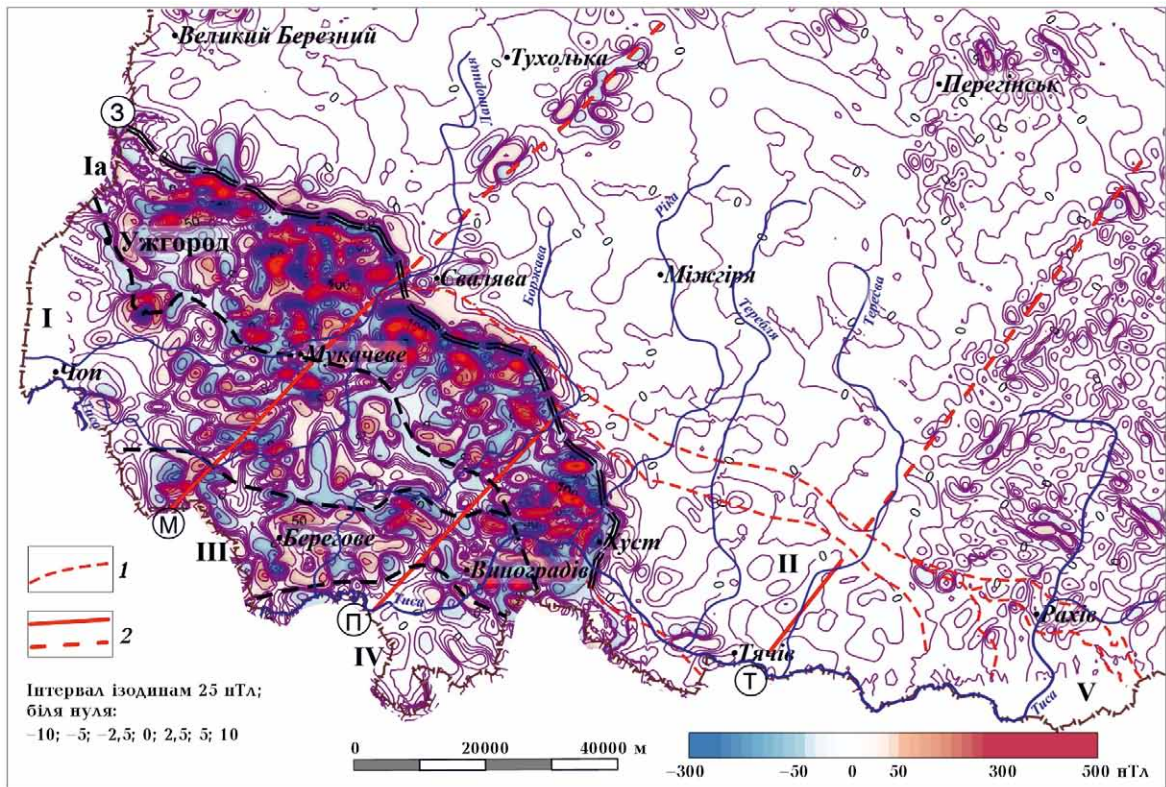 Великий Березний
Тухолька
Перегінськ
Латориця
З
Iа
Ужгород
Ріка
Боржава
Свалява
Міжгіря
Теребля
Тересва
I
Чоп
Мукачеве
Тиса
М
III
Берегове
Виноградів
Хуст
II
Рахів
П
Тиса
IV
Тячів
Т
V
Тиса
1
2
Інтервал ізодинам 25 нТл;
біля нуля:
−10; −5; −2,5; 0; 2,5; 5; 10
0 20000 40000 м
−300 −50 0 50 300 500 нТл